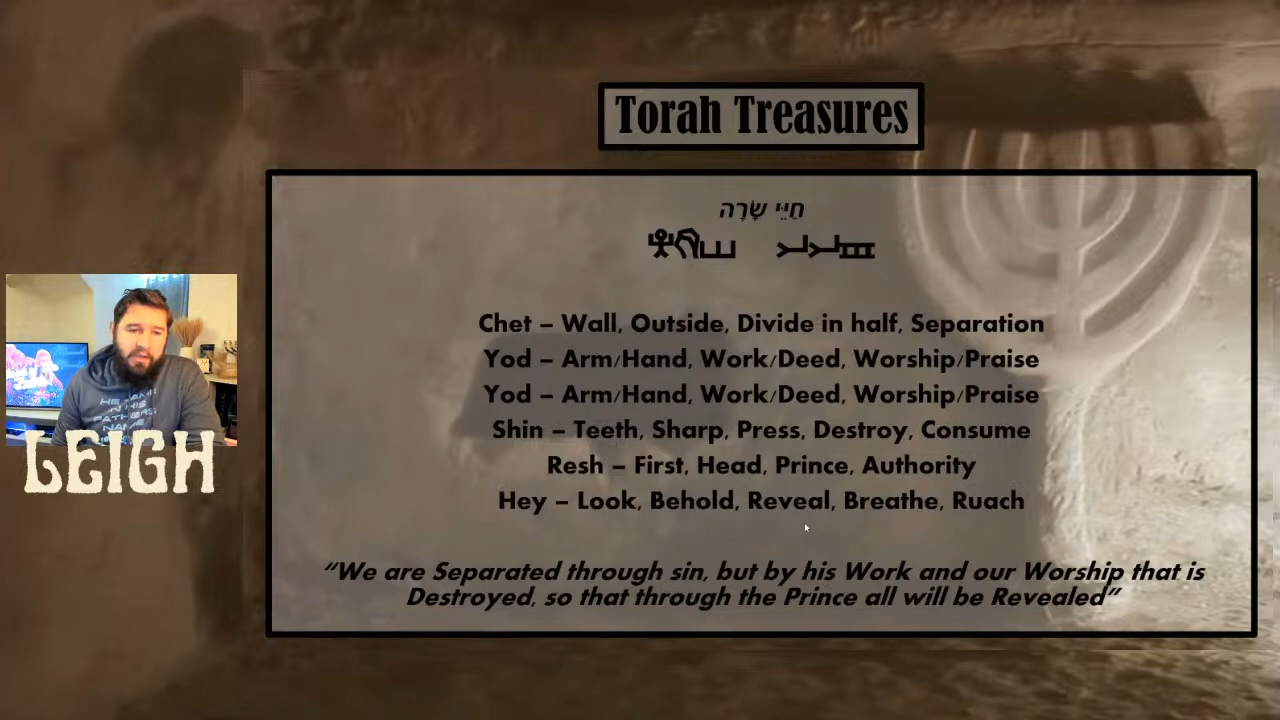 Torah Treasures
חַיֵּי שָׂרָה
Chet – Wall, Outside, Divide in half, Separation
Yod – Arm/Hand, Work/Deed, Worship/Praise
Yod – Arm/Hand, Work/Deed, Worship/Praise
Shin – Teeth, Sharp, Press, Destroy, Consume
Resh – First, Head, Prince, Authority
Hey – Look, Behold, Reveal, Breathe, Ruach
“We are Separated through sin, but by his Work and our Worship that is
Destroyed, so that through the Prince all will be Revealed”
LEIGH